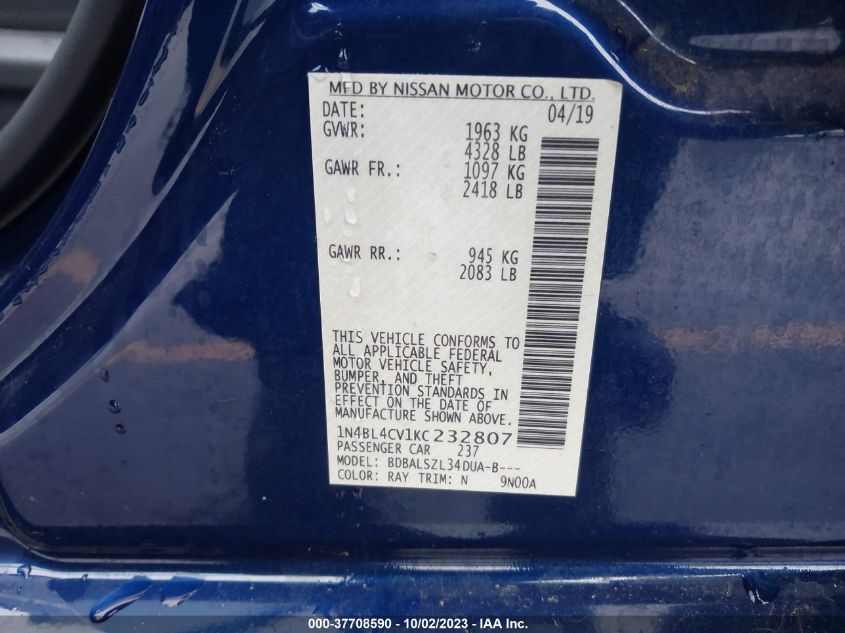 MFD BY NISSAN MOTOR CO., LTD.
DATE: 04/19
GVWR: 1963 KG
4328 LB
GAWR FR.: 1097 KG
2418 LB
GAWR RR.: 945 KG
2083 LB
THIS VEHICLE CONFORMS TO
ALL APPLICABLE FEDERAL
MOTOR VEHICLE SAFETY,
BUMPER, AND THEFT
PREVENTION STANDARDS IN
EFFECT ON THE DATE OF
MANUFACTURE SHOWN ABOVE.
1N4BL4CV1KC232807
PASSENGER CAR 237
MODEL: BDBALSZL34DUA-B---
COLOR: RAY TRIM: N 9N00A
000-37708590 - 10/02/2023 - IAA Inc.